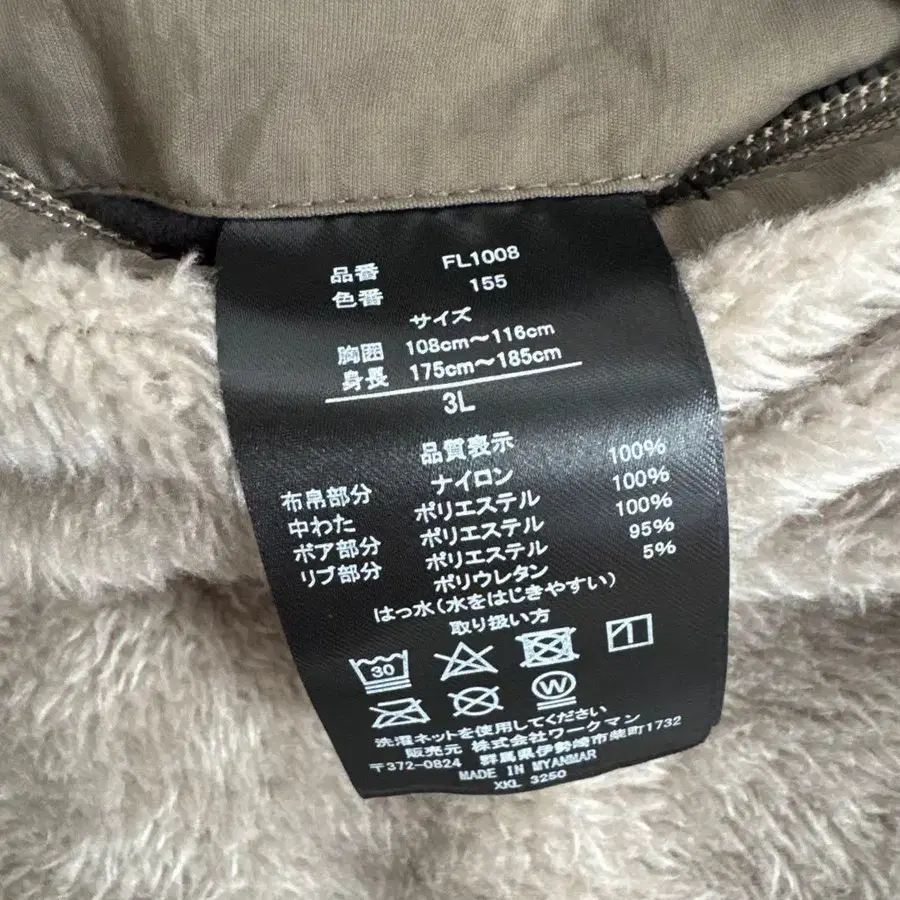 品番 FL1008
色番 155
サイズ
胸囲 108cm～116cm
身長 175cm～185cm
3L
品質表示
布帛部分 ナイロン 100%
中わた ポリエステル 100%
ボア部分 ポリエステル 100%
リブ部分 ポリエステル 95%
ポリウレタン 5%
はっ水(水をはじきやすい)
取り扱い方
30
W
洗濯ネットを使用してください
販売元 株式会社ワークマン
〒372-0824 群馬県伊勢崎市柴町1732
MADE IN MYANMAR
XKL 3250